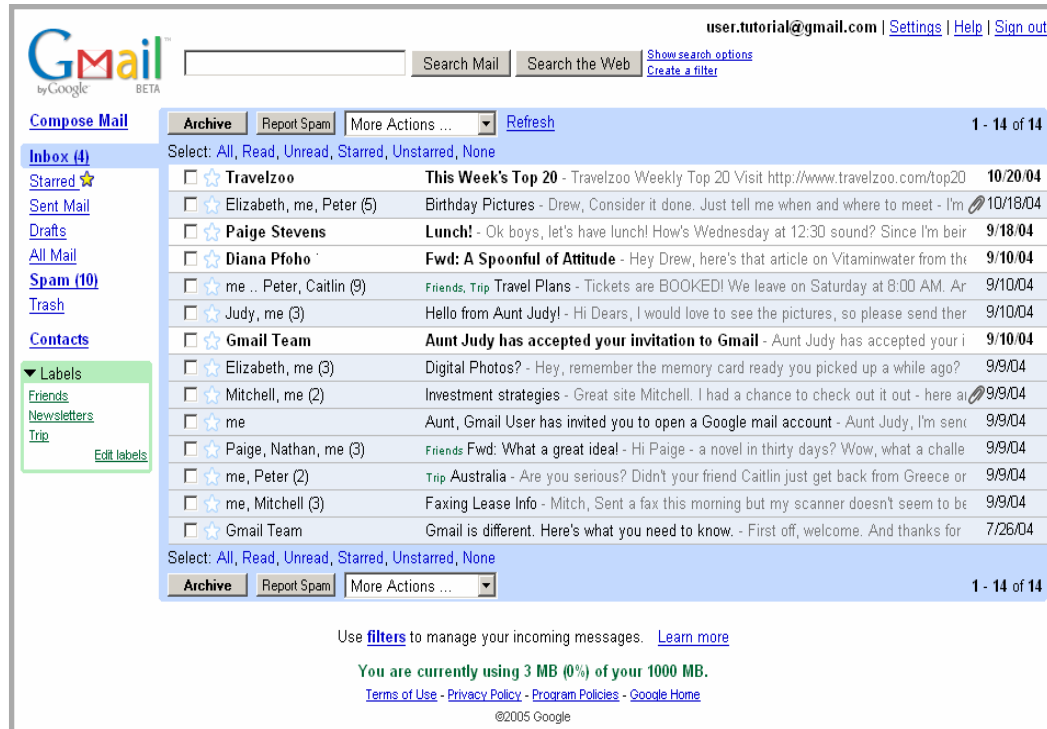 user.tutorial@gmail.com | Settings | Help | Sign out
Gmail™
by Google BETA
Search Mail Search the Web Show search options
Create a filter
Compose Mail
Inbox (4)
Starred
Sent Mail
Drafts
All Mail
Spam (10)
Trash
Contacts
Labels
Friends
Newsletters
Trip
Edit labels
Archive Report Spam More Actions ... Refresh 1 - 14 of 14
Select: All, Read, Unread, Starred, Unstarred, None
Travelzoo This Week's Top 20 - Travelzoo Weekly Top 20 Visit http://www.travelzoo.com/top20 10/20/04
Elizabeth, me, Peter (5) Birthday Pictures - Drew, Consider it done. Just tell me when and where to meet - I'm 10/18/04
Paige Stevens Lunch! - Ok boys, let's have lunch! How's Wednesday at 12:30 sound? Since I'm beir 9/18/04
Diana Pfoho Fwd: A Spoonful of Attitude - Hey Drew, here's that article on Vitaminwater from the 9/10/04
me .. Peter, Caitlin (9) Friends, Trip Travel Plans - Tickets are BOOKED! We leave on Saturday at 8:00 AM. Ar 9/10/04
Judy, me (3) Hello from Aunt Judy! - Hi Dears, I would love to see the pictures, so please send ther 9/10/04
Gmail Team Aunt Judy has accepted your invitation to Gmail - Aunt Judy has accepted your i 9/10/04
Elizabeth, me (3) Digital Photos? - Hey, remember the memory card ready you picked up a while ago? 9/9/04
Mitchell, me (2) Investment strategies - Great site Mitchell. I had a chance to check out it out - here a 9/9/04
me Aunt, Gmail User has invited you to open a Google mail account - Aunt Judy, I'm send 9/9/04
Paige, Nathan, me (3) Friends Fwd: What a great idea! - Hi Paige - a novel in thirty days? Wow, what a challe 9/9/04
me, Peter (2) Trip Australia - Are you serious? Didn't your friend Caitlin just get back from Greece or 9/9/04
me, Mitchell (3) Faxing Lease Info - Mitch, Sent a fax this morning but my scanner doesn't seem to be 9/9/04
Gmail Team Gmail is different. Here's what you need to know. - First off, welcome. And thanks for 7/26/04
Select: All, Read, Unread, Starred, Unstarred, None
Archive Report Spam More Actions ... 1 - 14 of 14
Use filters to manage your incoming messages. Learn more
You are currently using 3 MB (0%) of your 1000 MB.
Terms of Use - Privacy Policy - Program Policies - Google Home
©2005 Google